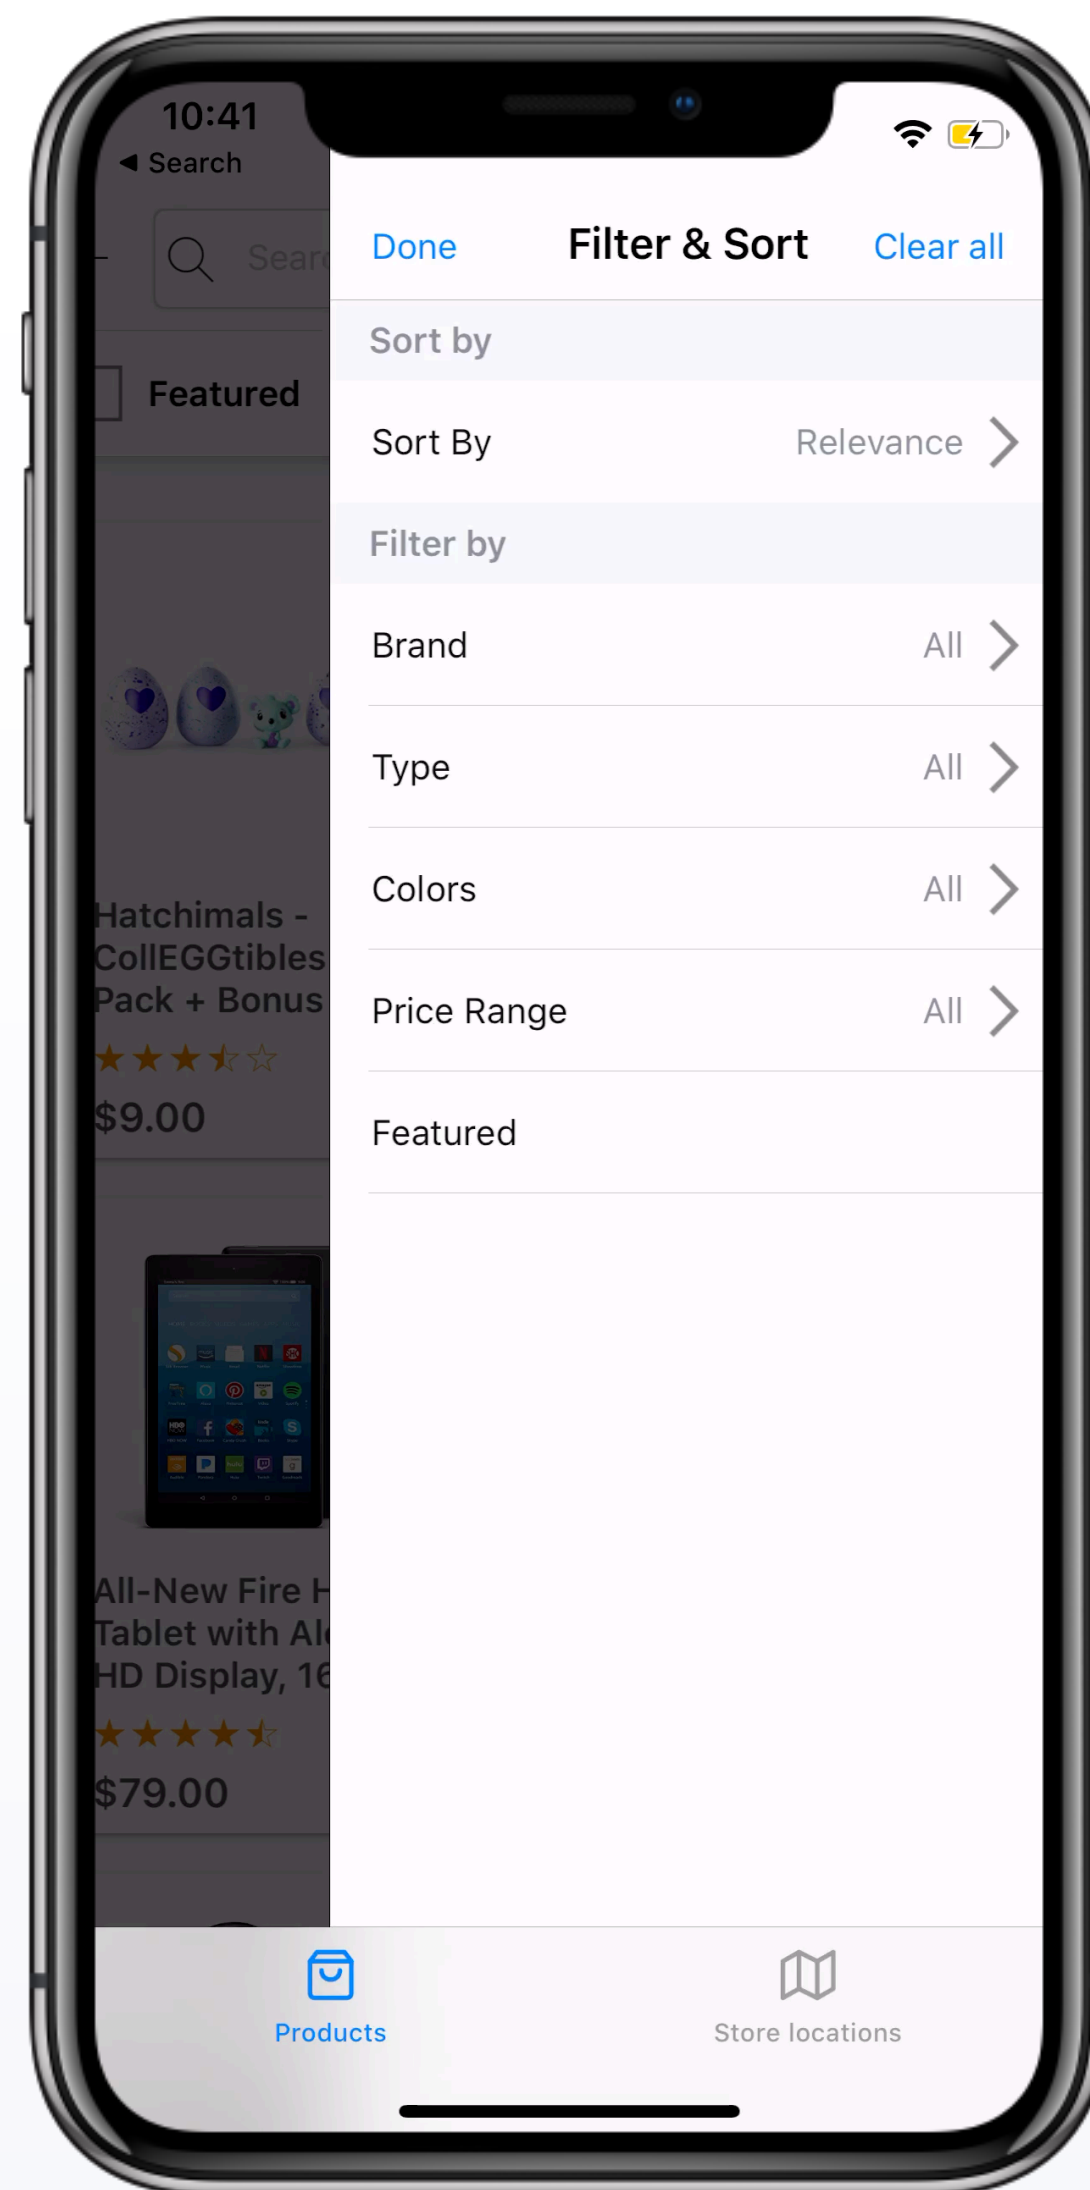 10:41
◀ Search
Done
Filter & Sort
Clear all
Sort by
Sort By
Relevance
Filter by
Brand
All
Type
All
Colors
All
Price Range
All
Featured
Featured
Hatchimals -
CollEGGtibles
Pack + Bonus
$9.00
All-New Fire
Tablet with
HD Display,
$79.00
Products
Store locations